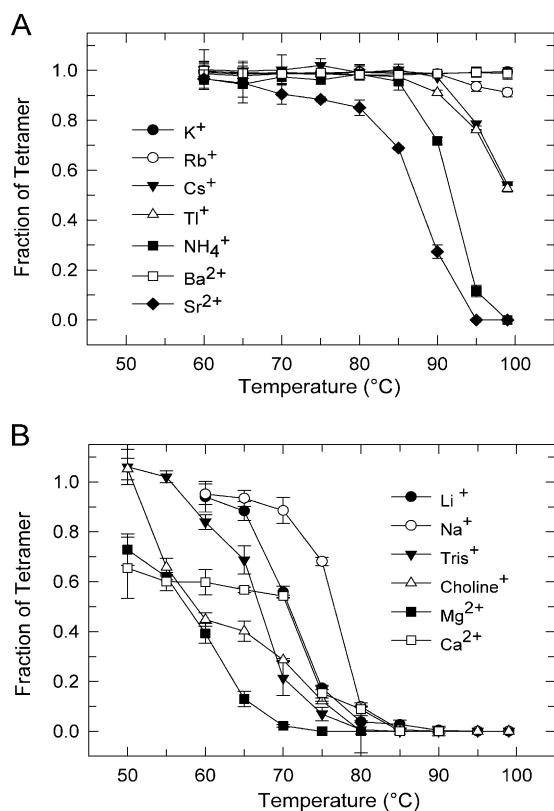 A
Fraction of Tetramer
1.0
0.8
0.6
0.4
0.2
0.0
K+
Rb+
Cs+
Tl+
NH4+
Ba2+
Sr2+
50 60 70 80 90 100
Temperature (°C)
B
Fraction of Tetramer
1.0
0.8
0.6
0.4
0.2
0.0
Li +
Na+
Tris+
Choline+
Mg2+
Ca2+
50 60 70 80 90 100
Temperature (°C)